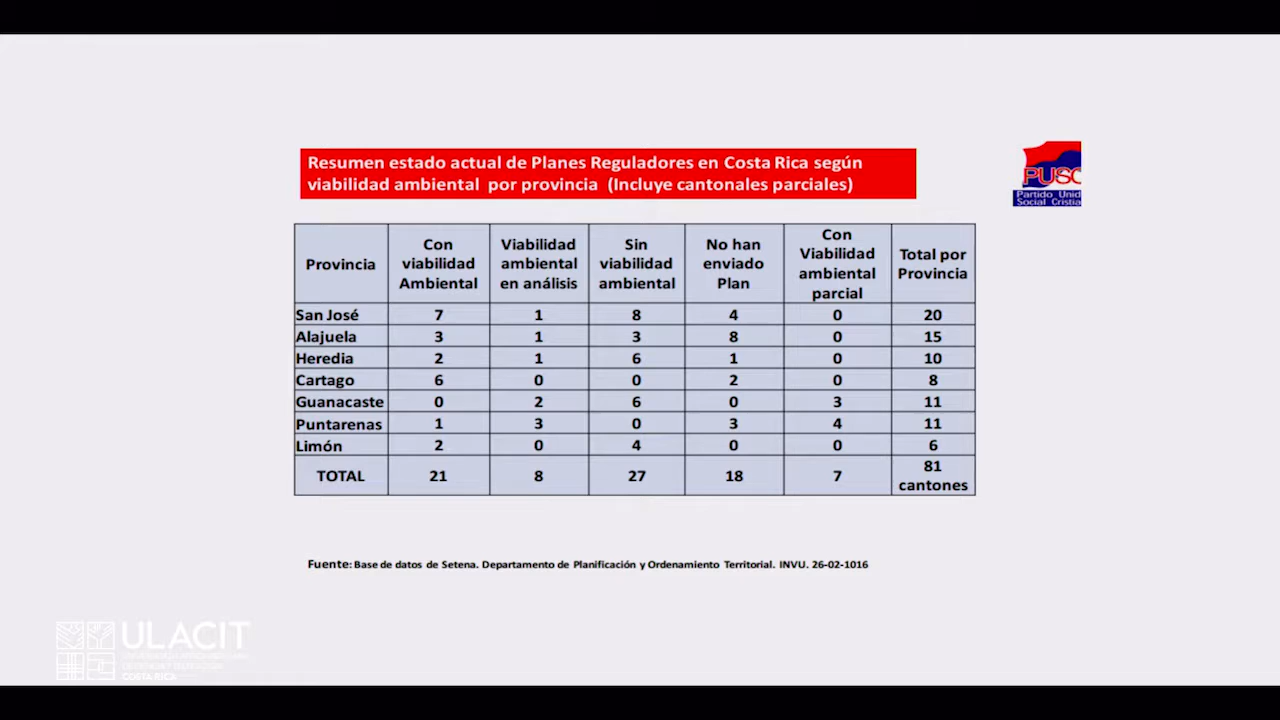 Resumen estado actual de Planes Reguladores en Costa Rica según
viabilidad ambiental por provincia (Incluye cantonales parciales)
PUSC
Partido Unid
Social Cristia
Provincia Con viabilidad Ambiental Viabilidad ambiental en análisis Sin viabilidad ambiental No han enviado Plan Con Viabilidad ambiental parcial Total por Provincia
San José 7 1 8 4 0 20
Alajuela 3 1 3 8 0 15
Heredia 2 1 6 1 0 10
Cartago 6 0 0 2 0 8
Guanacaste 0 2 6 0 3 11
Puntarenas 1 3 0 3 4 11
Limón 2 0 4 0 0 6
TOTAL 21 8 27 18 7 81 cantones
Fuente: Base de datos de Setena. Departamento de Planificación y Ordenamiento Territorial. INVU. 26-02-1016
ULACIT
COSTA RICA